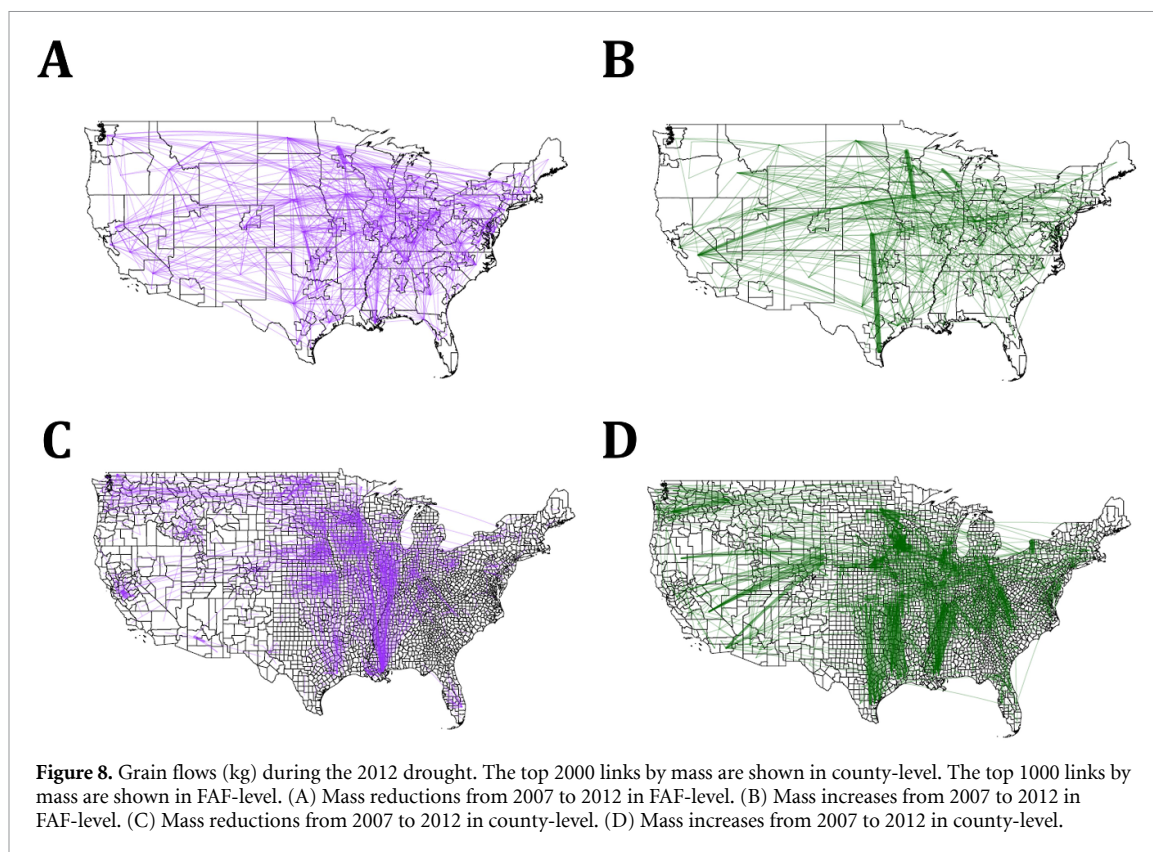 A
B
C
D
Figure 8. Grain flows (kg) during the 2012 drought. The top 2000 links by mass are shown in county-level. The top 1000 links by
mass are shown in FAF-level. (A) Mass reductions from 2007 to 2012 in FAF-level. (B) Mass increases from 2007 to 2012 in
FAF-level. (C) Mass reductions from 2007 to 2012 in county-level. (D) Mass increases from 2007 to 2012 in county-level.